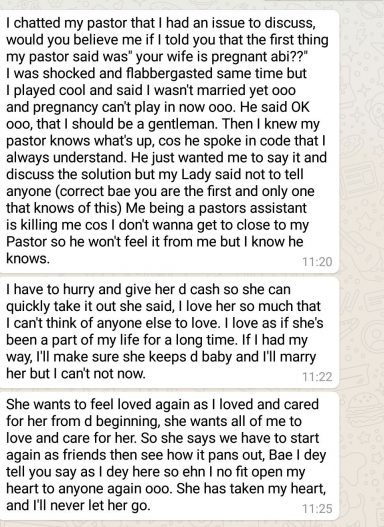 I chatted my pastor that I had an issue to discuss,
would you believe me if I told you that the first thing
my pastor said was" your wife is pregnant abi??"
I was shocked and flabbergasted same time but
I played cool and said I wasn't married yet ooo
and pregnancy can't play in now ooo. He said OK
ooo, that I should be a gentleman. Then I knew my
pastor knows what's up, cos he spoke in code that I
always understand. He just wanted me to say it and
discuss the solution but my Lady said not to tell
anyone (correct bae you are the first and only one
that knows of this) Me being a pastors assistant
is killing me cos I don't wanna get to close to my
Pastor so he won't feel it from me but I know he
knows.
11:20
I have to hurry and give her d cash so she can
quickly take it out she said, I love her so much that
I can't think of anyone else to love. I love as if she's
been a part of my life for a long time. If I had my
way, I'll make sure she keeps d baby and I'll marry
her but I can't not now.
11:22
She wants to feel loved again as I loved and cared
for her from d beginning, she wants all of me to
love and care for her. So she says we have to start
again as friends then see how it pans out, Bae I dey
tell you say as I dey here so ehn I no fit open my
heart to anyone again ooo. She has taken my heart,
and I'll never let her go.
11:25